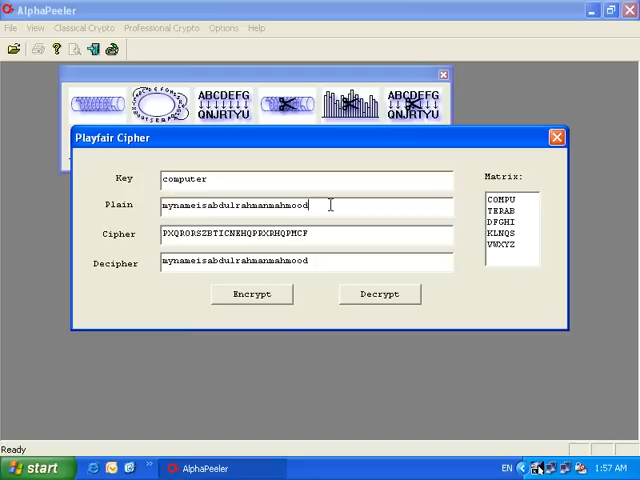 AlphaPeeler
File View Classical Crypto Professional Crypto Options Help
ABCDEFG
QNJRTYU
ABCDEFG
QNJRTYU
Playfair Cipher
Key computer
Plain mynameisabdulrahmanmahmood
Cipher PXQRORSZBTICNEHQPRXRHQPMCF
Decipher mynameisabdulrahmanmahmood
Encrypt Decrypt
Matrix:
COMPU
TERAB
DFGHI
KLNQS
VWXYZ
Ready
start AlphaPeeler EN 1:57 AM